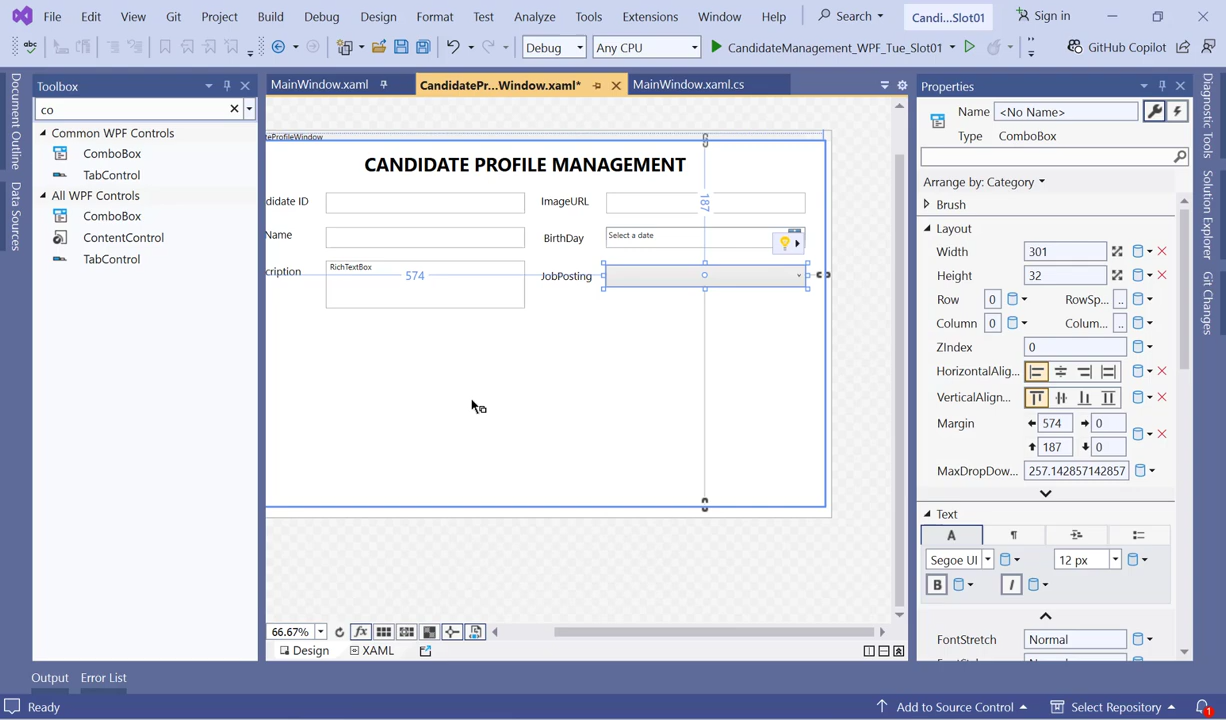 File Edit View Git Project Build Debug Design Format Test Analyze Tools Extensions Window Help Search Candi...Slot01 Sign in
Debug Any CPU CandidateManagement_WPF_Tue_Slot01 GitHub Copilot
Toolbox
MainWindow.xaml CandidatePr...Window.xaml* MainWindow.xaml.cs
Properties
co
Name <No Name>
Type ComboBox
Common WPF Controls
ComboBox
TabControl
All WPF Controls
ComboBox
ContentControl
TabControl
Document Outline
Data Sources
ateProfileWindow
CANDIDATE PROFILE MANAGEMENT
didate ID
ImageURL
187
Name
BirthDay
Select a date
cription
RichTextBox
574
JobPosting
Arrange by: Category
Brush
Layout
Width 301
Height 32
Row 0 RowSp... ..
Column 0 Colum... ..
ZIndex 0
HorizontalAlig...
VerticalAlignm...
Margin 574 0
187 0
MaxDropDow... 257.142857142857
Text
A
Segoe UI 12 px
B I
FontStretch Normal
Diagnostic Tools
Solution Explorer
Git Changes
66.67%
Design XAML
Output Error List
Ready Add to Source Control Select Repository 1